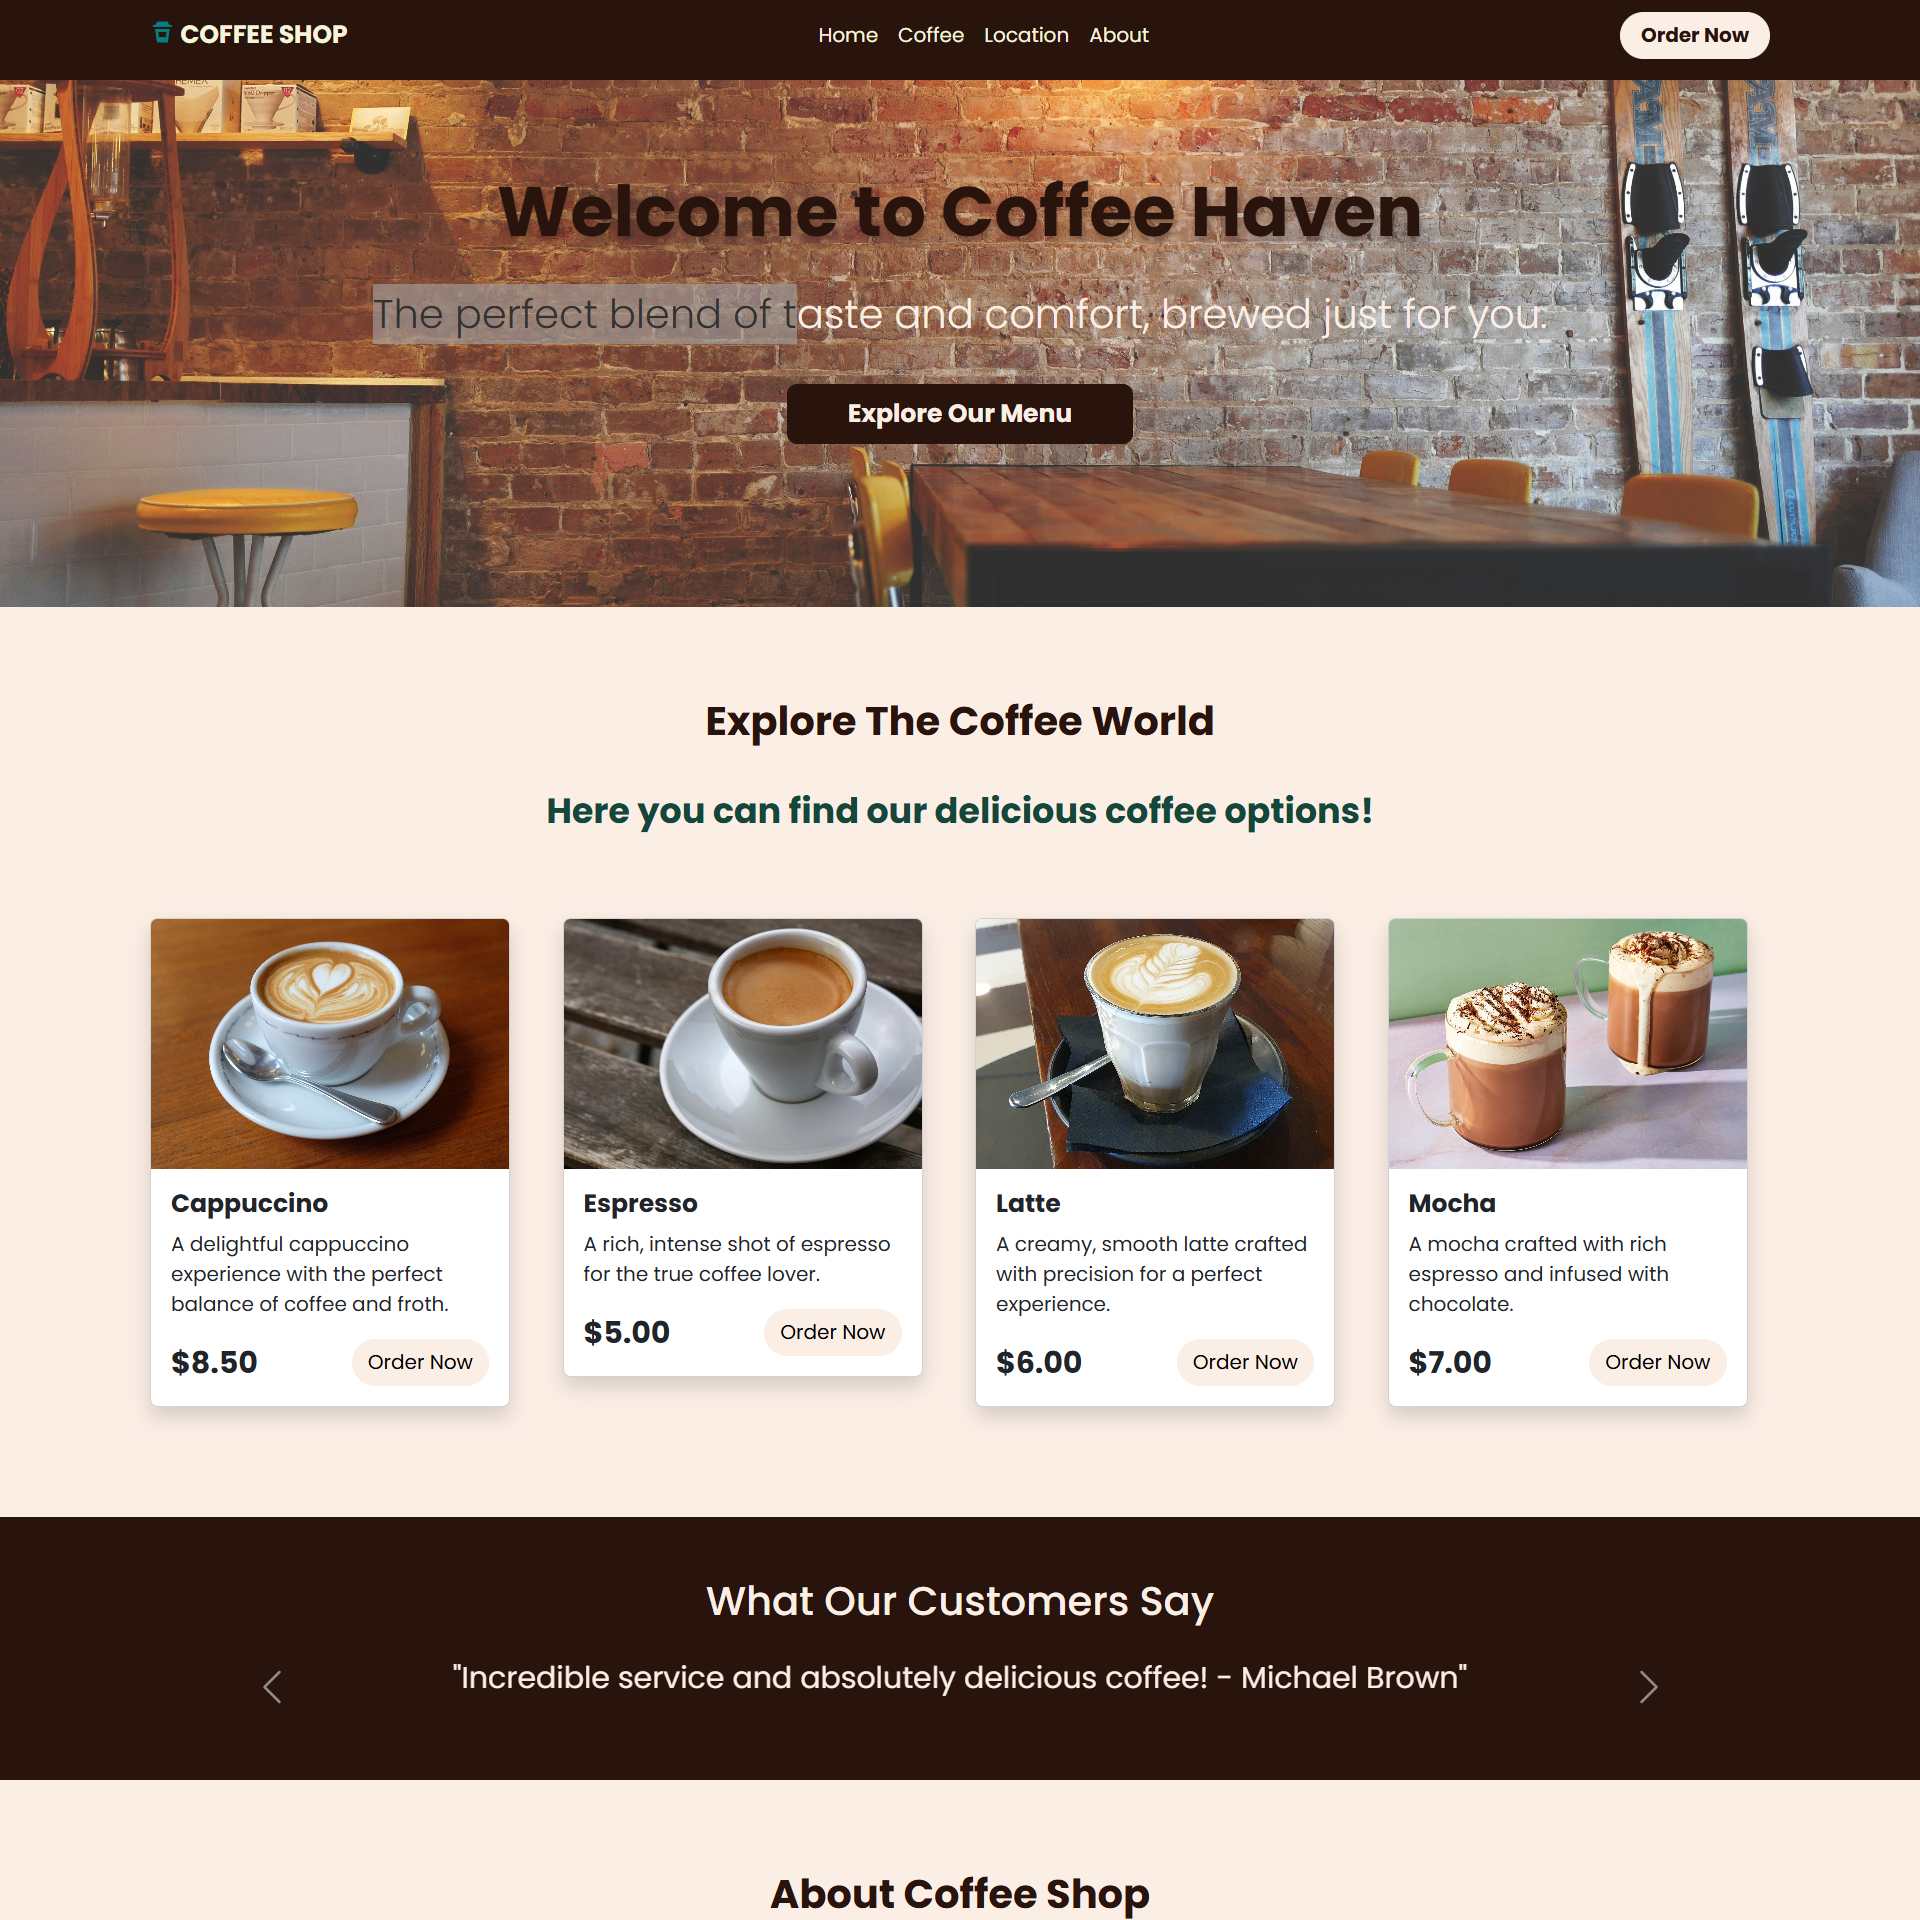 COFFEE SHOP
Home Coffee Location About
Order Now
Welcome to Coffee Haven
The perfect blend of taste and comfort, brewed just for you.
Explore Our Menu
Explore The Coffee World
Here you can find our delicious coffee options!
Cappuccino
A delightful cappuccino
experience with the perfect
balance of coffee and froth.
$8.50 Order Now
Espresso
A rich, intense shot of espresso
for the true coffee lover.
$5.00 Order Now
Latte
A creamy, smooth latte crafted
with precision for a perfect
experience.
$6.00 Order Now
Mocha
A mocha crafted with rich
espresso and infused with
chocolate.
$7.00 Order Now
What Our Customers Say
"Incredible service and absolutely delicious coffee! - Michael Brown"
About Coffee Shop